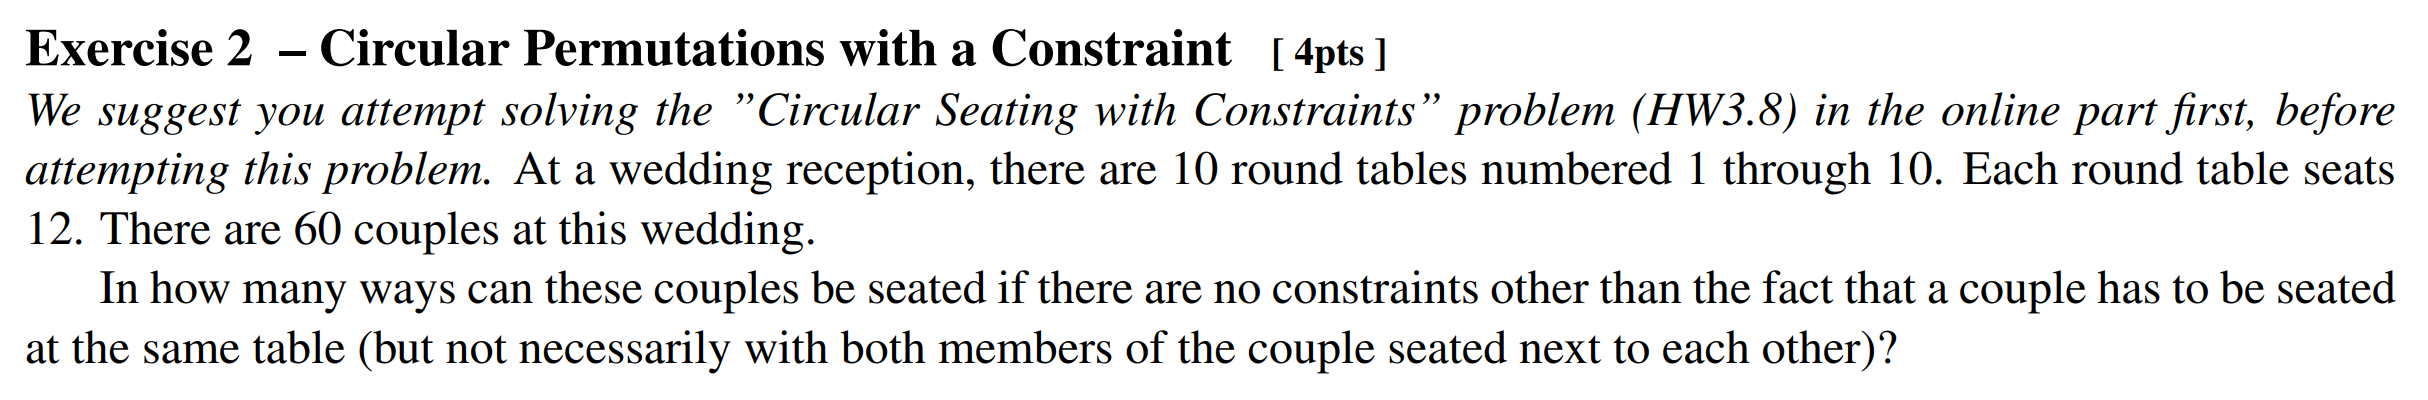 Exercise 2 – Circular Permutations with a Constraint [ 4pts ]
We suggest you attempt solving the ”Circular Seating with Constraints” problem (HW3.8) in the online part first, before
attempting this problem. At a wedding reception, there are 10 round tables numbered 1 through 10. Each round table seats
12. There are 60 couples at this wedding.
In how many ways can these couples be seated if there are no constraints other than the fact that a couple has to be seated
at the same table (but not necessarily with both members of the couple seated next to each other)?